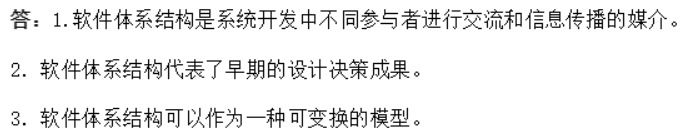 答：1.软件体系结构是系统开发中不同参与者进行交流和信息传播的媒介。
2. 软件体系结构代表了早期的设计决策成果。
3. 软件体系结构可以作为一种可变换的模型。